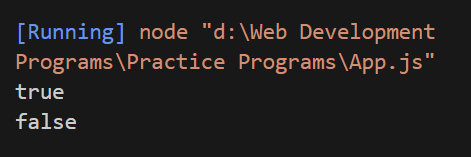 [Running] node "d:\Web Development
Programs\Practice Programs\App.js"
true
false